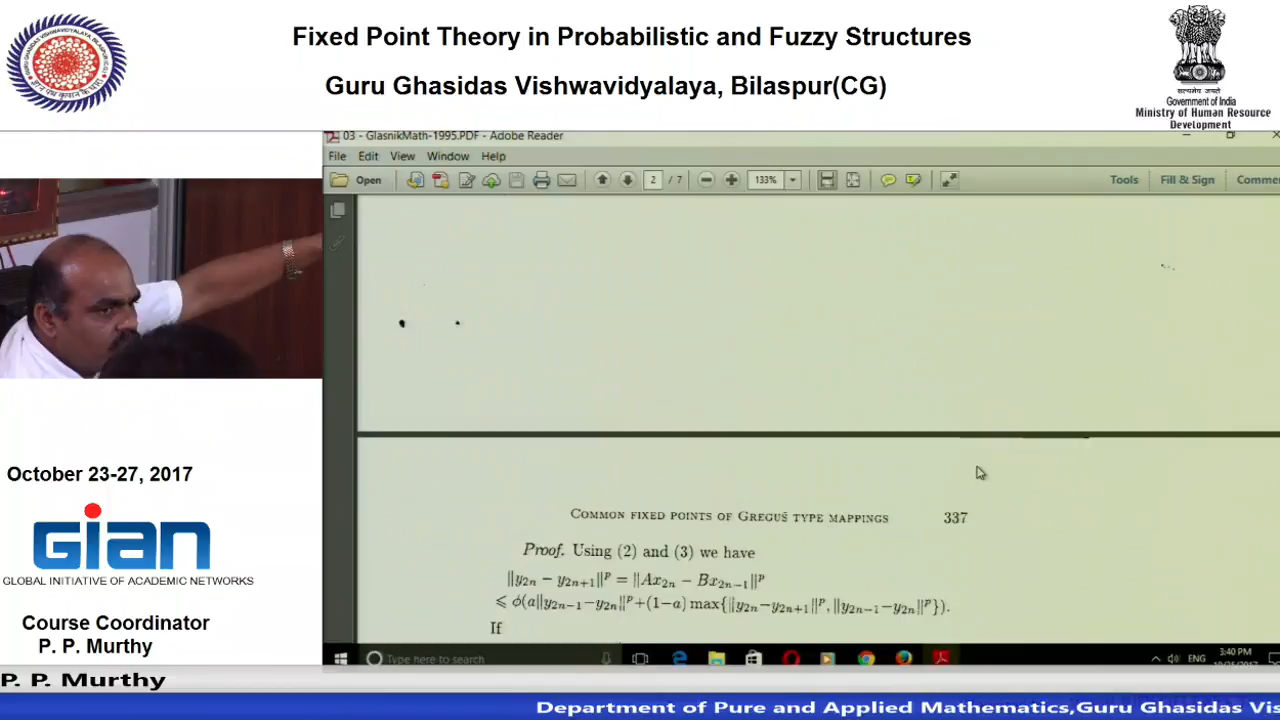 Fixed Point Theory in Probabilistic and Fuzzy Structures
Guru Ghasidas Vishwavidyalaya, Bilaspur(CG)
सत्यमेव जयते
Government of India
Ministry of Human Resource
Development
03 - GlasnikMath-1995.PDF - Adobe Reader
File Edit View Window Help
Open 2 / 7 133% Tools Fill & Sign Comme
COMMON FIXED POINTS OF GREGUŠ TYPE MAPPINGS 337
Proof. Using (2) and (3) we have
‖y₂ₙ − y₂ₙ₊₁‖ᵖ = ‖Ax₂ₙ − Bx₂ₙ₋₁‖ᵖ
⩽ ϕ(a‖y₂ₙ₋₁−y₂ₙ‖ᵖ+(1−a) max{‖y₂ₙ−y₂ₙ₊₁‖ᵖ, ‖y₂ₙ₋₁−y₂ₙ‖ᵖ}).
If
Type here to search
ENG
3:40 PM
October 23-27, 2017
GIAN
GLOBAL INITIATIVE OF ACADEMIC NETWORKS
Course Coordinator
P. P. Murthy
P. P. Murthy
Department of Pure and Applied Mathematics,Guru Ghasidas Vis